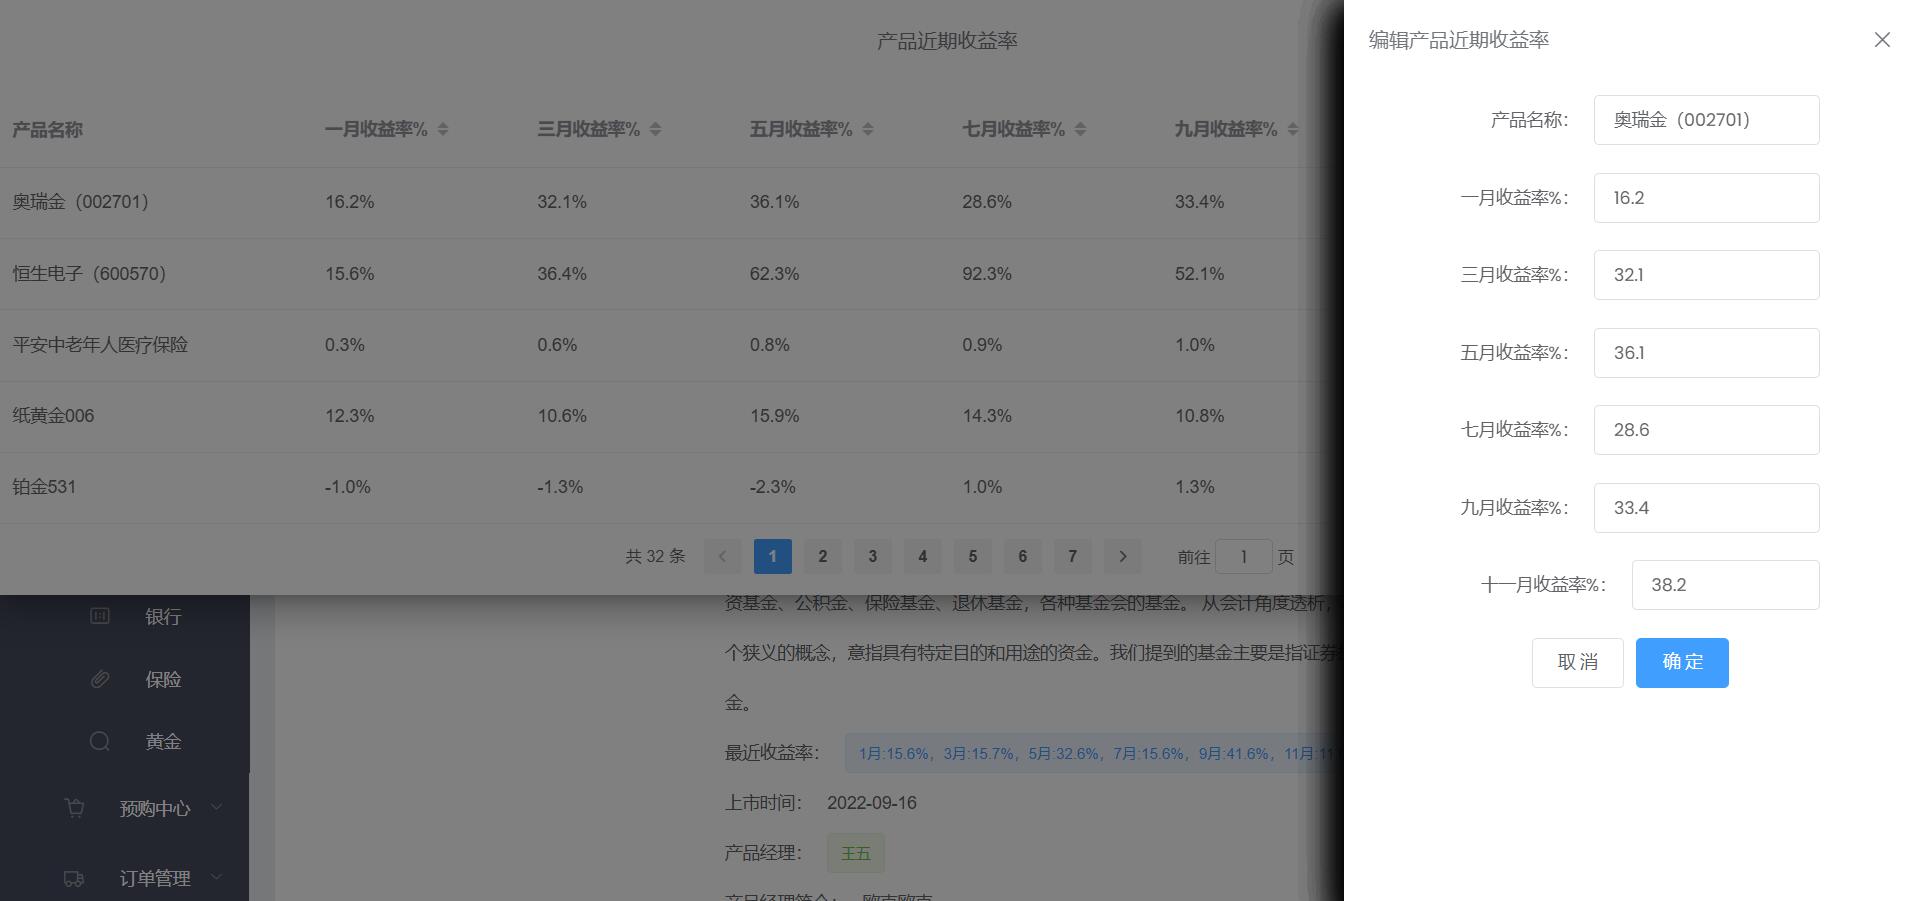 产品近期收益率
产品名称 一月收益率% 三月收益率% 五月收益率% 七月收益率% 九月收益率%
奥瑞金（002701） 16.2% 32.1% 36.1% 28.6% 33.4%
恒生电子（600570） 15.6% 36.4% 62.3% 92.3% 52.1%
平安中老年人医疗保险 0.3% 0.6% 0.8% 0.9% 1.0%
纸黄金006 12.3% 10.6% 15.9% 14.3% 10.8%
铂金531 -1.0% -1.3% -2.3% 1.0% 1.3%
共 32 条 1 2 3 4 5 6 7 前往 1 页
银行
保险
黄金
预购中心
订单管理
资基金、公积金、保险基金、退休基金，各种基金会的基金。 从会计角度透析，
个狭义的概念，意指具有特定目的和用途的资金。我们提到的基金主要是指证券
金。
最近收益率： 1月:15.6%，3月:15.7%，5月:32.6%，7月:15.6%，9月:41.6%，11月:11
上市时间： 2022-09-16
产品经理： 王五
编辑产品近期收益率
产品名称： 奥瑞金（002701）
一月收益率%： 16.2
三月收益率%： 32.1
五月收益率%： 36.1
七月收益率%： 28.6
九月收益率%： 33.4
十一月收益率%： 38.2
取消 确定